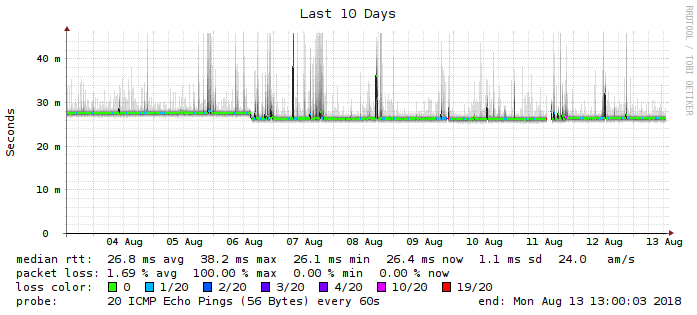 Last 10 Days
RRDTOOL / TOBI OETIKER
Seconds
40 m
30 m
20 m
10 m
0
04 Aug 05 Aug 06 Aug 07 Aug 08 Aug 09 Aug 10 Aug 11 Aug 12 Aug 13 Aug
median rtt: 26.8 ms avg 38.2 ms max 26.1 ms min 26.4 ms now 1.1 ms sd 24.0 am/s
packet loss: 1.69 % avg 100.00 % max 0.00 % min 0.00 % now
loss color: 0 1/20 2/20 3/20 4/20 10/20 19/20
probe: 20 ICMP Echo Pings (56 Bytes) every 60s end: Mon Aug 13 13:00:03 2018